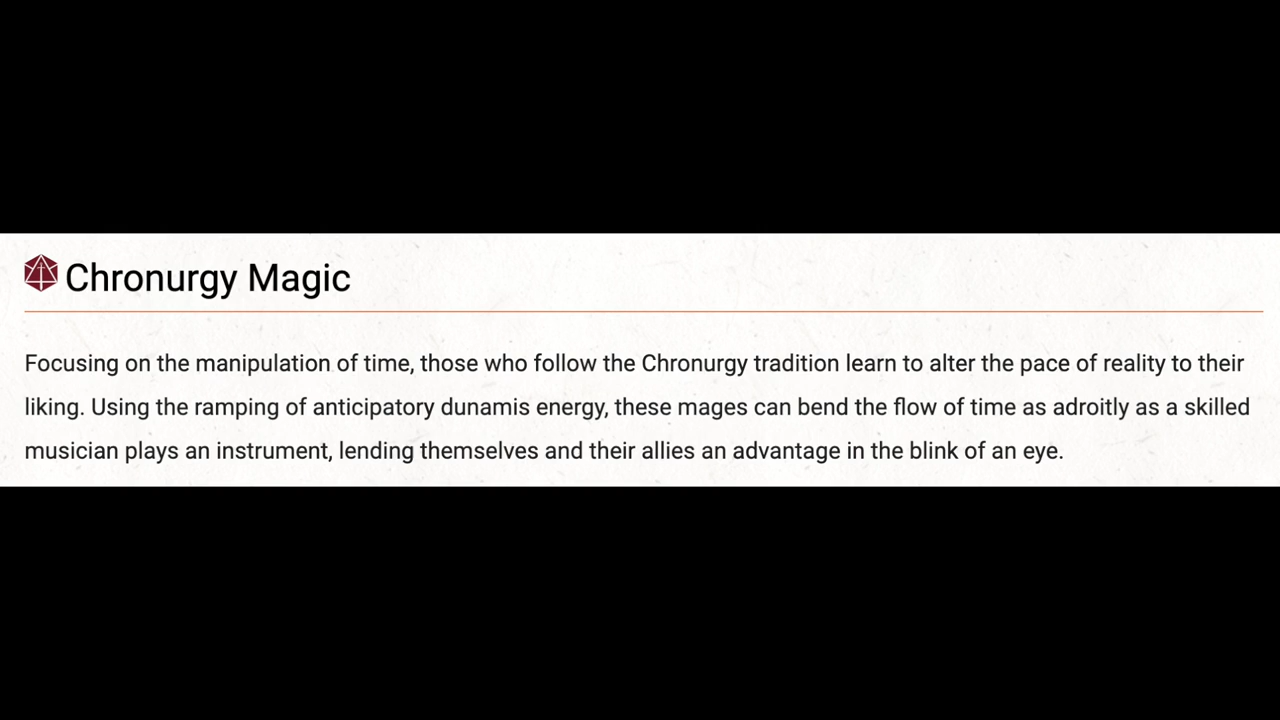 Chronurgy Magic
Focusing on the manipulation of time, those who follow the Chronurgy tradition learn to alter the pace of reality to their
liking. Using the ramping of anticipatory dunamis energy, these mages can bend the flow of time as adroitly as a skilled
musician plays an instrument, lending themselves and their allies an advantage in the blink of an eye.